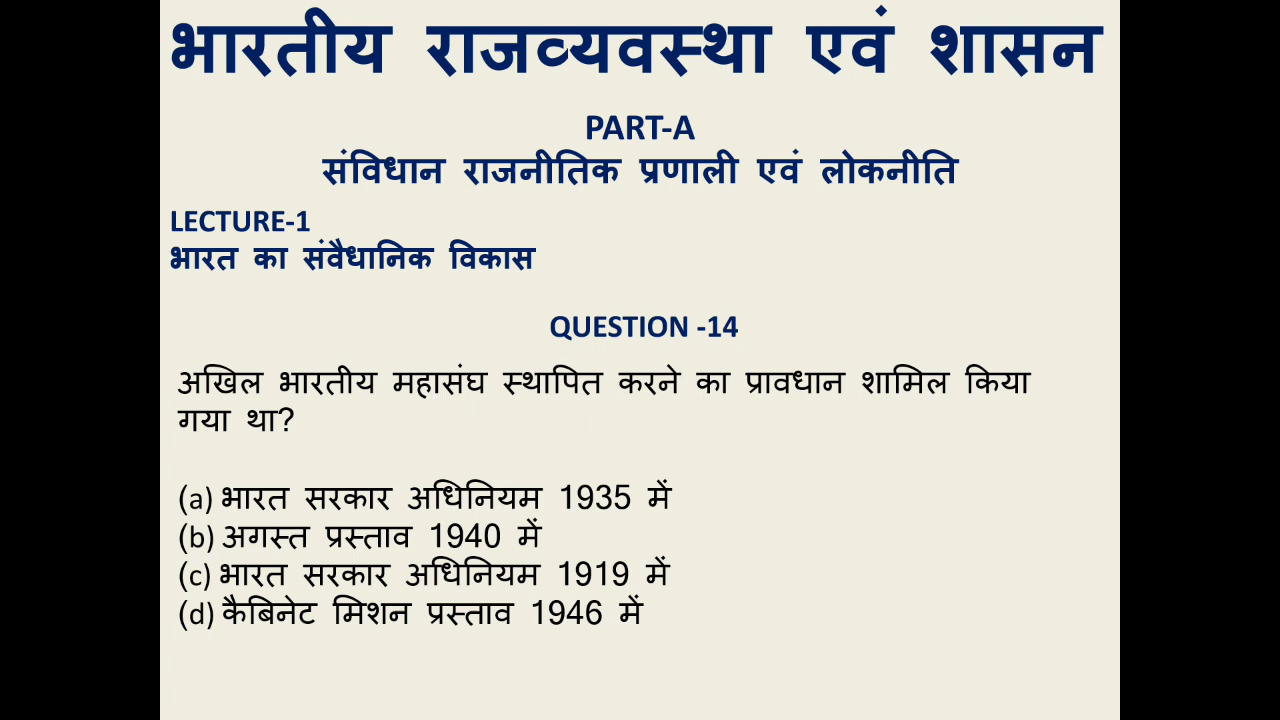 भारतीय राजव्यवस्था एवं शासन
PART-A
संविधान राजनीतिक प्रणाली एवं लोकनीति
LECTURE-1
भारत का संवैधानिक विकास
QUESTION -14
अखिल भारतीय महासंघ स्थापित करने का प्रावधान शामिल किया
गया था?
(a) भारत सरकार अधिनियम 1935 में
(b) अगस्त प्रस्ताव 1940 में
(c) भारत सरकार अधिनियम 1919 में
(d) कैबिनेट मिशन प्रस्ताव 1946 में